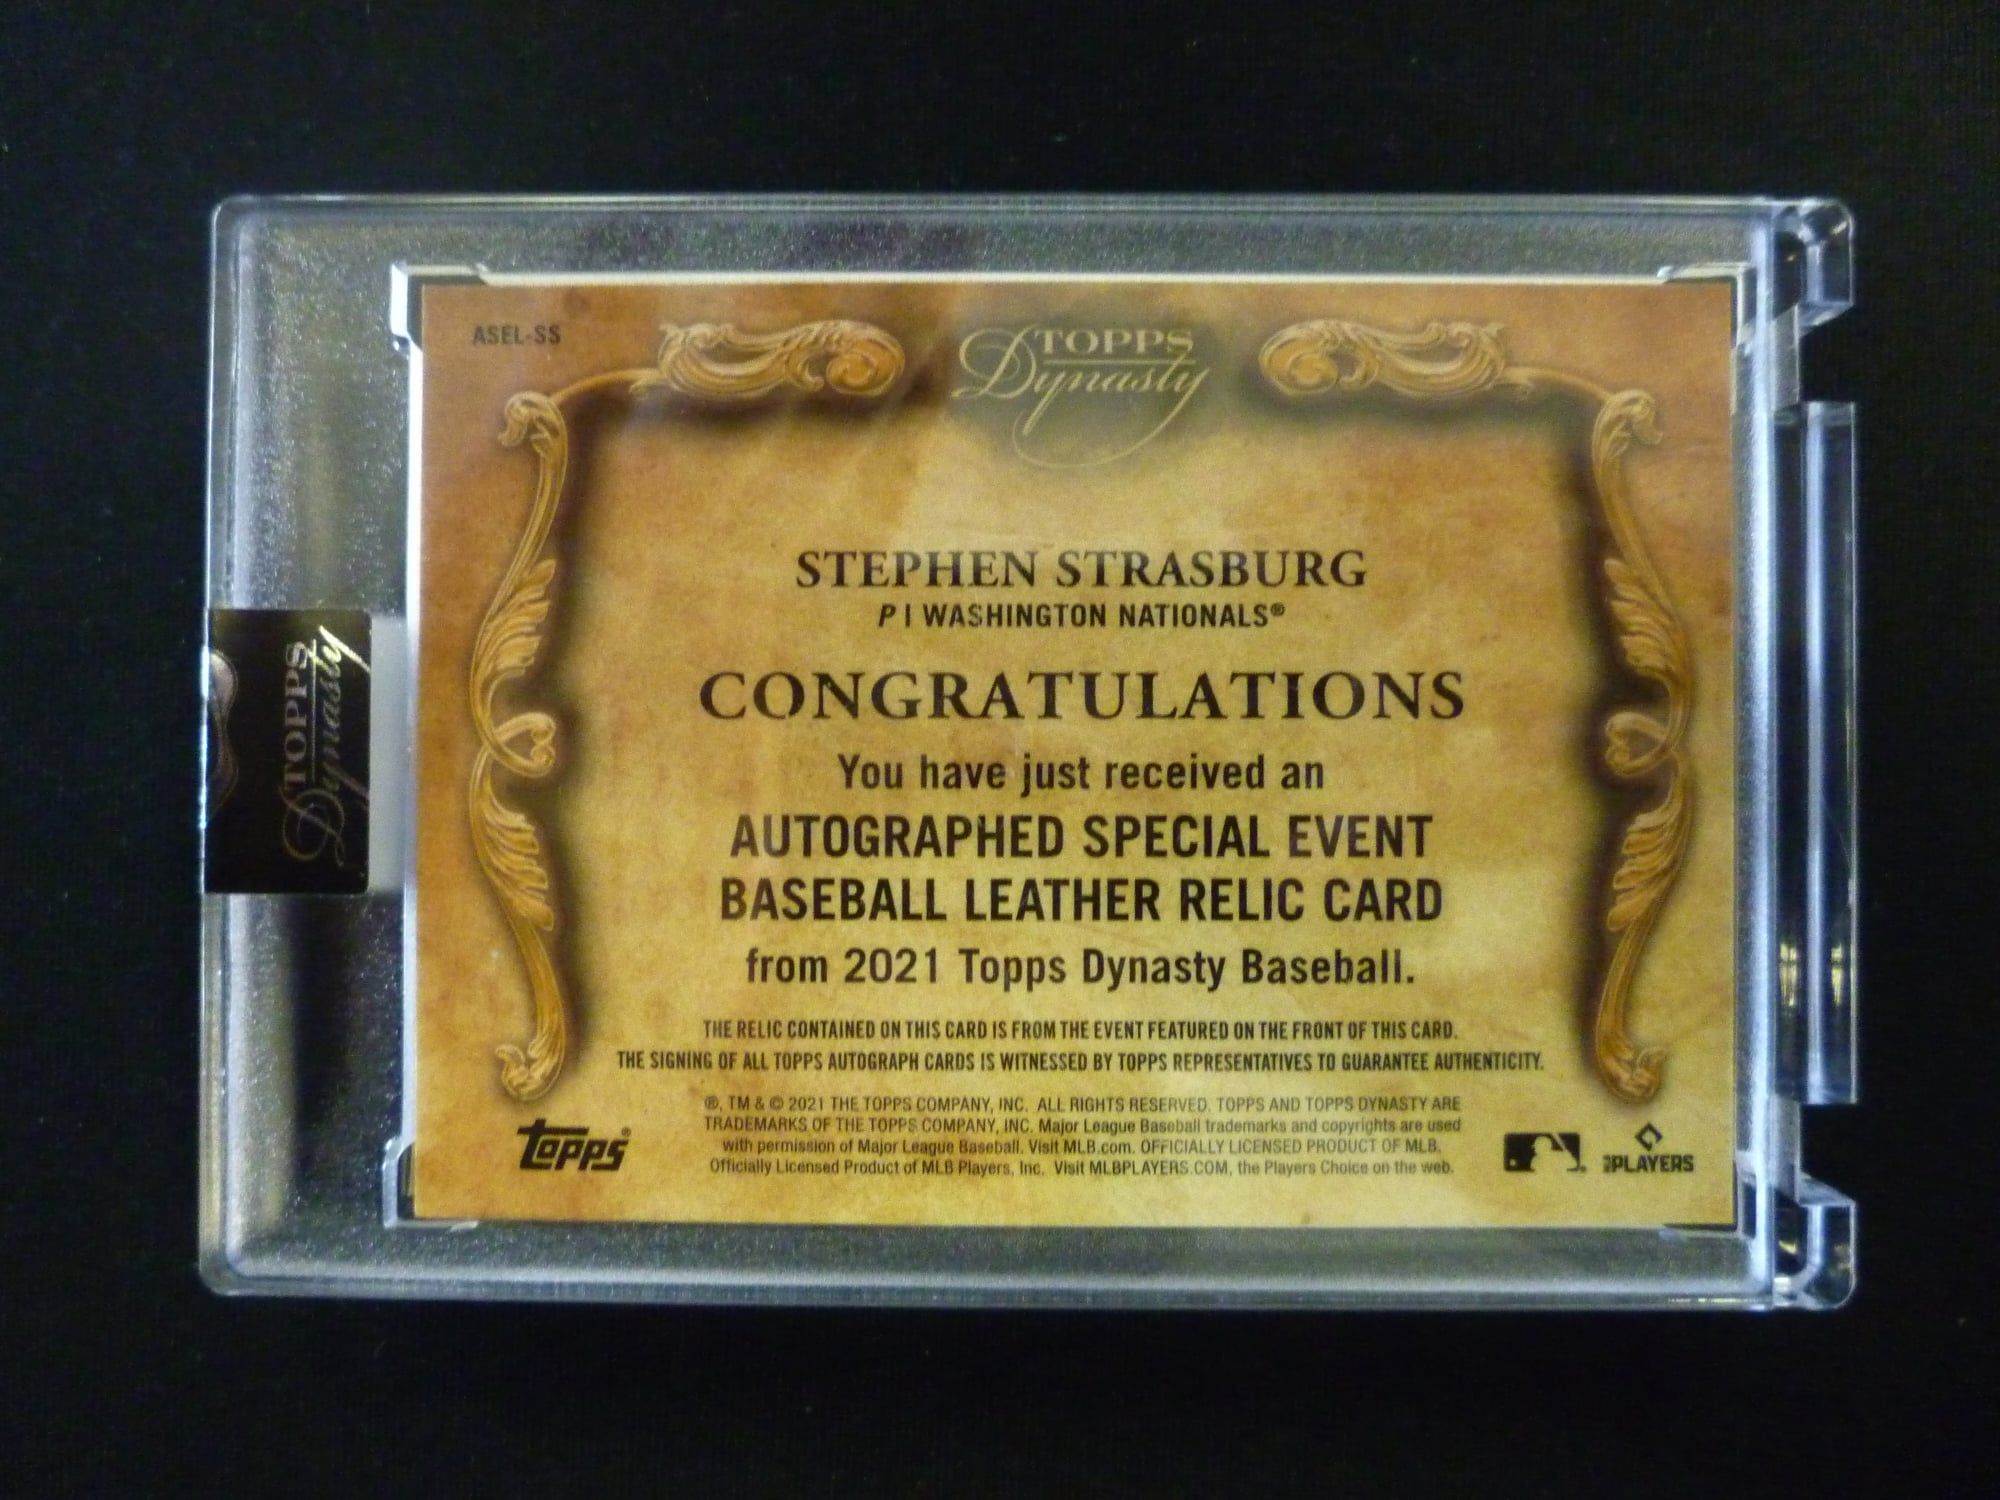 ASEL-SS
TOPPS
Dynasty
STEPHEN STRASBURG
P | WASHINGTON NATIONALS®
CONGRATULATIONS
You have just received an
AUTOGRAPHED SPECIAL EVENT
BASEBALL LEATHER RELIC CARD
from 2021 Topps Dynasty Baseball.
THE RELIC CONTAINED ON THIS CARD IS FROM THE EVENT FEATURED ON THE FRONT OF THIS CARD.
THE SIGNING OF ALL TOPPS AUTOGRAPH CARDS IS WITNESSED BY TOPPS REPRESENTATIVES TO GUARANTEE AUTHENTICITY.
®, TM & © 2021 THE TOPPS COMPANY, INC. ALL RIGHTS RESERVED. TOPPS AND TOPPS DYNASTY ARE
TRADEMARKS OF THE TOPPS COMPANY, INC. Major League Baseball trademarks and copyrights are used
with permission of Major League Baseball. Visit MLB.com. OFFICIALLY LICENSED PRODUCT OF MLB.
Officially Licensed Product of MLB Players, Inc. Visit MLBPLAYERS.COM, the Players Choice on the web.
topps®
PLAYERS
TOPPS
Dynasty